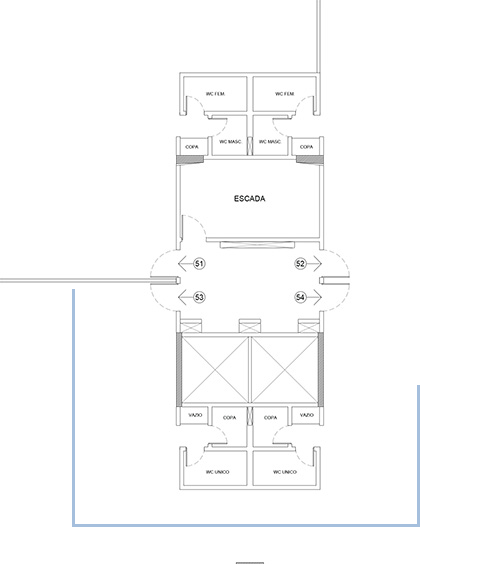 WC FEM. WC FEM.
WC MASC. WC MASC.
COPA COPA
ESCADA
51 52
53 54
VAZIO COPA COPA VAZIO
WC UNICO WC UNICO